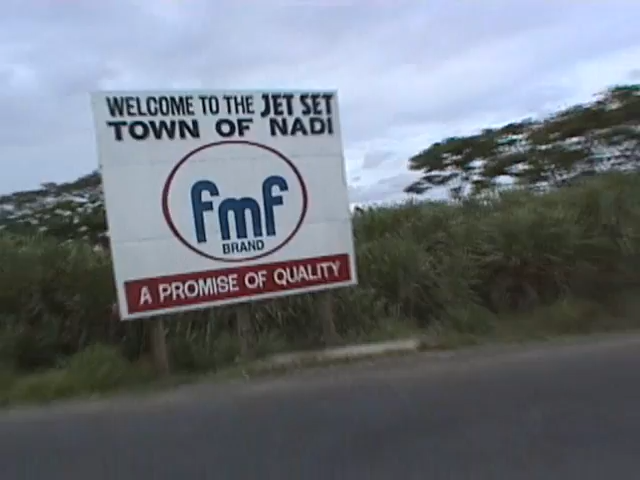 WELCOME TO THE JET SET
TOWN OF NADI
fmf
BRAND
A PROMISE OF QUALITY